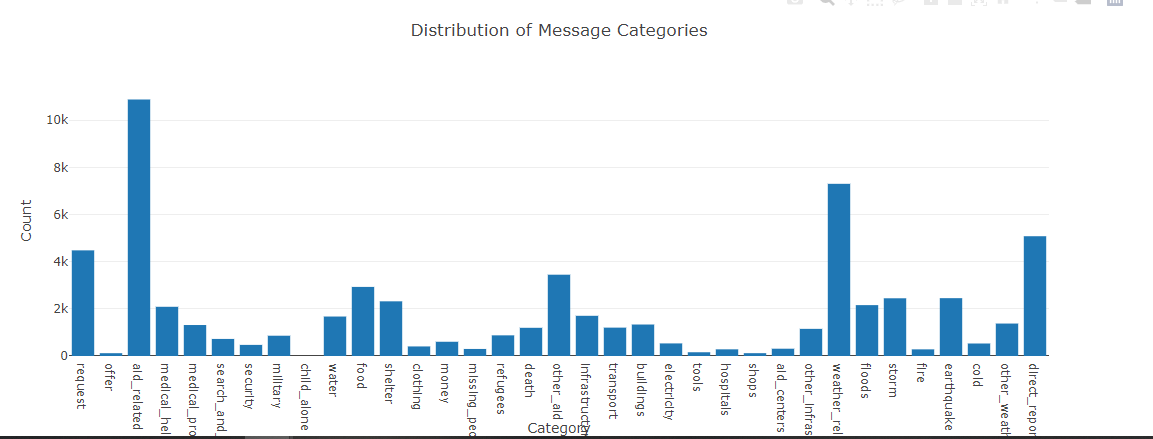 Distribution of Message Categories
10k
8k
6k
4k
2k
0
Count
request
offer
aid_related
medical_hel
medical_pro
search_and_
security
military
child_alone
water
food
shelter
clothing
money
missing_peo
refugees
death
other_aid
infrastructur
transport
buildings
electricity
tools
hospitals
shops
aid_centers
other_infras
weather_rel
floods
storm
fire
earthquake
cold
other_weath
direct_repor
Category